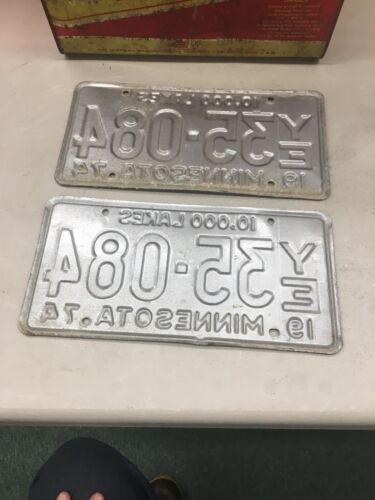 10,000 LAKES
YE 35-084
19 MINNESOTA 74
10,000 LAKES
YE 35-084
19 MINNESOTA 74